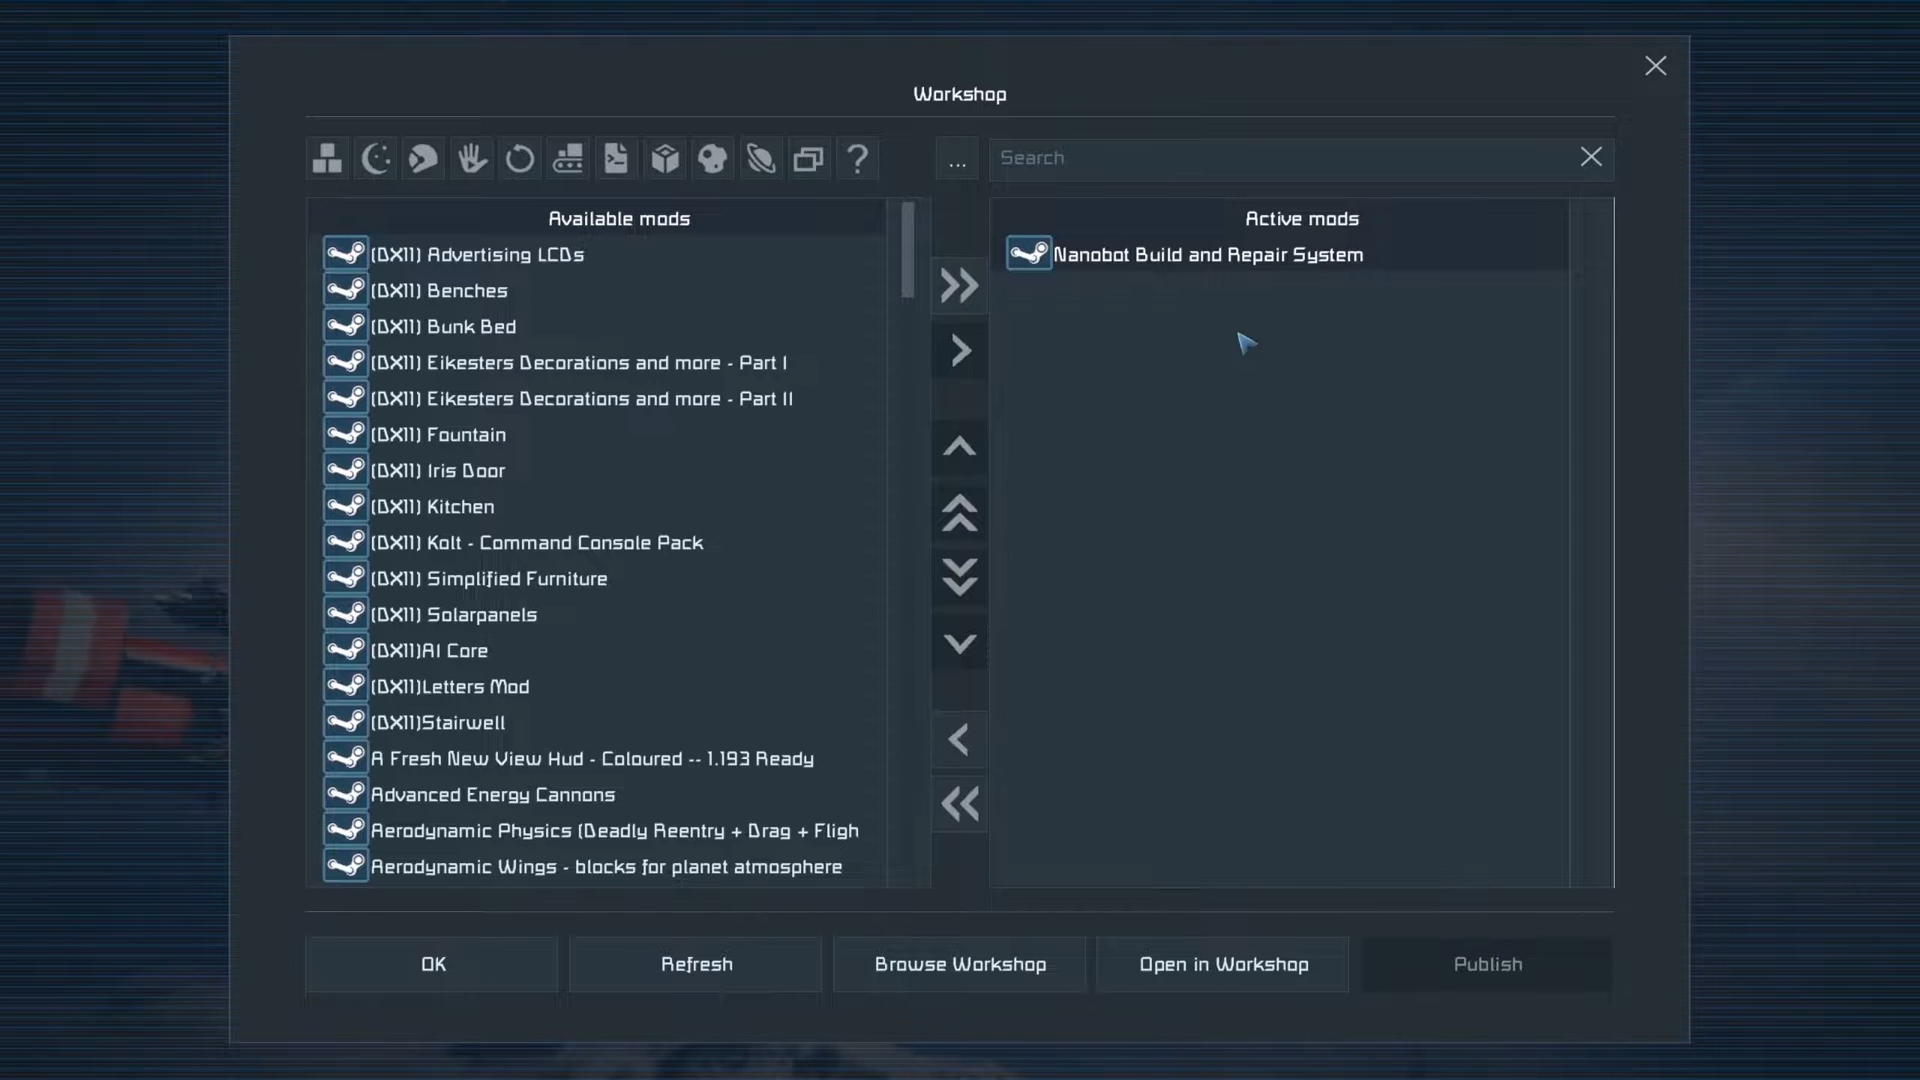 Workshop
...
Search
Available mods
(DX11) Advertising LCDs
(DX11) Benches
(DX11) Bunk Bed
(DX11) Eikesters Decorations and more - Part I
(DX11) Eikesters Decorations and more - Part II
(DX11) Fountain
(DX11) Iris Door
(DX11) Kitchen
(DX11) Kolt - Command Console Pack
(DX11) Simplified Furniture
(DX11) Solarpanels
(DX11)AI Core
(DX11)Letters Mod
(DX11)Stairwell
A Fresh New View Hud - Coloured -- 1.193 Ready
Advanced Energy Cannons
Aerodynamic Physics (Deadly Reentry + Drag + Fligh
Aerodynamic Wings - blocks for planet atmosphere
Active mods
Nanobot Build and Repair System
OK
Refresh
Browse Workshop
Open in Workshop
Publish